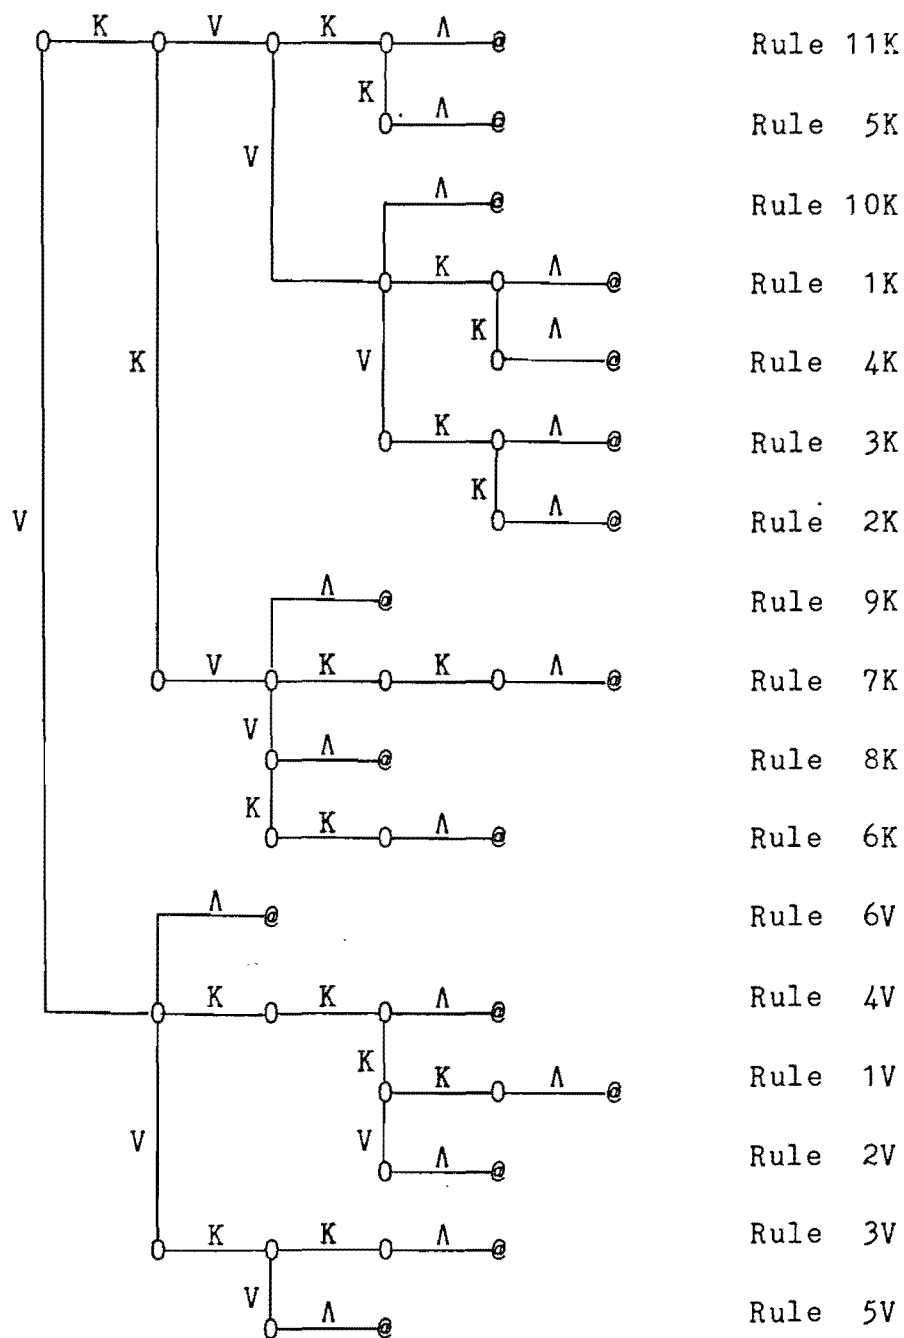 K V K Λ @ Rule 11K
K Λ @ Rule 5K
V
Λ @ Rule 10K
K Λ @ Rule 1K
K V K Λ @ Rule 4K
K Λ @ Rule 3K
K
V Λ @ Rule 2K
Λ @ Rule 9K
V K K Λ @ Rule 7K
V Λ @ Rule 8K
K K Λ @ Rule 6K
Λ @ Rule 6V
K K Λ @ Rule 4V
K K Λ @ Rule 1V
V V Λ @ Rule 2V
K K Λ @ Rule 3V
V Λ @ Rule 5V